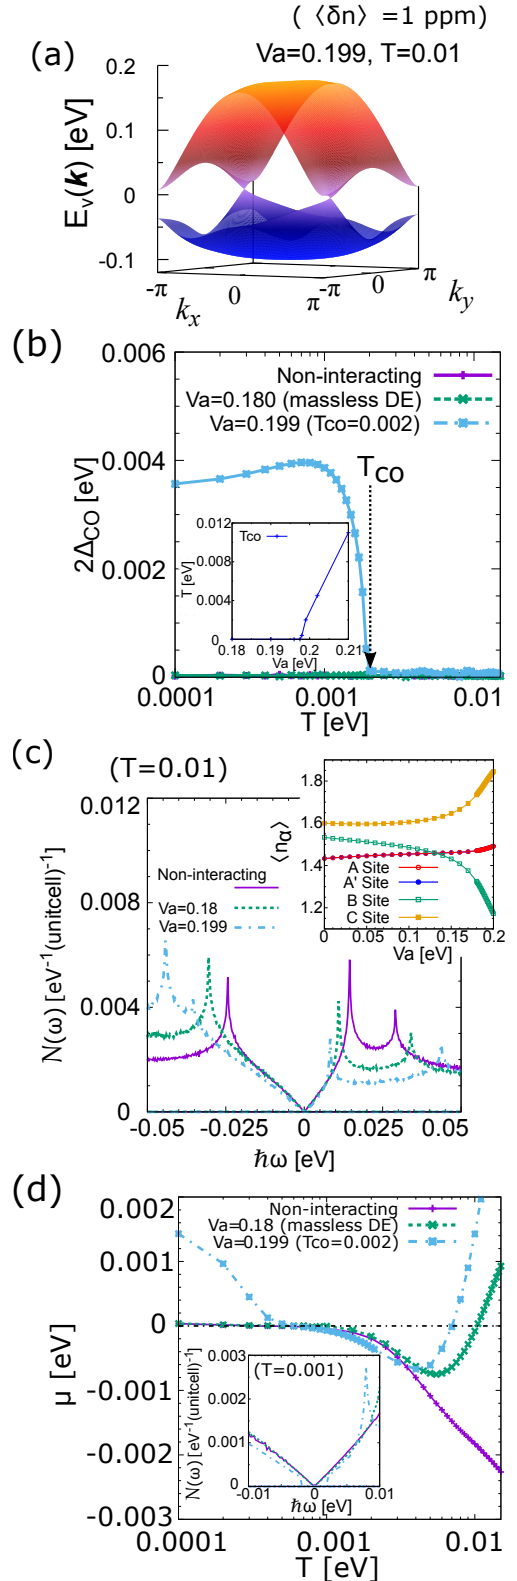 ( ⟨δn⟩ =1 ppm)
(a)
Va=0.199, T=0.01
0.2
0.1
0
-0.1
E_ν(k) [eV]
-π
0
π
k_x
-π
0
π
k_y
(b)
0.006
0.004
0.002
0
2Δ_CO [eV]
Non-interacting
Va=0.180 (massless DE)
Va=0.199 (Tco=0.002)
T_CO
0.012
0.008
0.004
0
T [eV]
Tco
0.18 0.19 0.2 0.21
Va [eV]
0.0001 0.001 0.01
T [eV]
(c)
(T=0.01)
0.012
0.008
0.004
0
N(ω) [eV⁻¹(unitcell)⁻¹]
Non-interacting
Va=0.18
Va=0.199
1.8
1.6
1.4
1.2
⟨n_α⟩
A Site
A' Site
B Site
C Site
0 0.05 0.1 0.15 0.2
Va [eV]
-0.05 -0.025 0 0.025 0.05
ħω [eV]
(d)
0.002
0.001
0
-0.001
-0.002
-0.003
μ [eV]
Non-interacting
Va=0.18 (massless DE)
Va=0.199 (Tco=0.002)
0.003
0.002
0.001
0
N(ω) [eV⁻¹(unitcell)⁻¹]
(T=0.001)
-0.01 0 0.01
ħω [eV]
0.0001 0.001 0.01
T [eV]